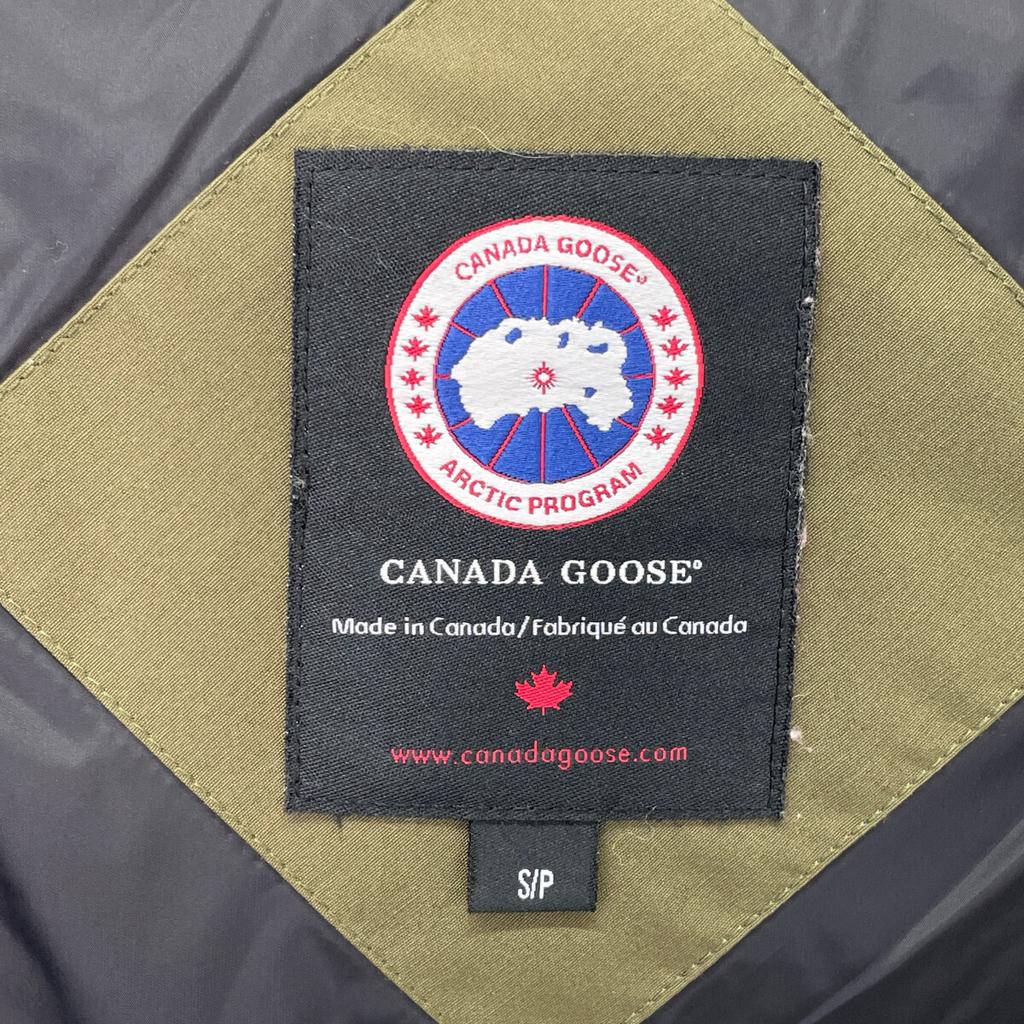 CANADA GOOSE®
ARCTIC PROGRAM
CANADA GOOSE®
Made in Canada/Fabriqué au Canada
www.canadagoose.com
S/P